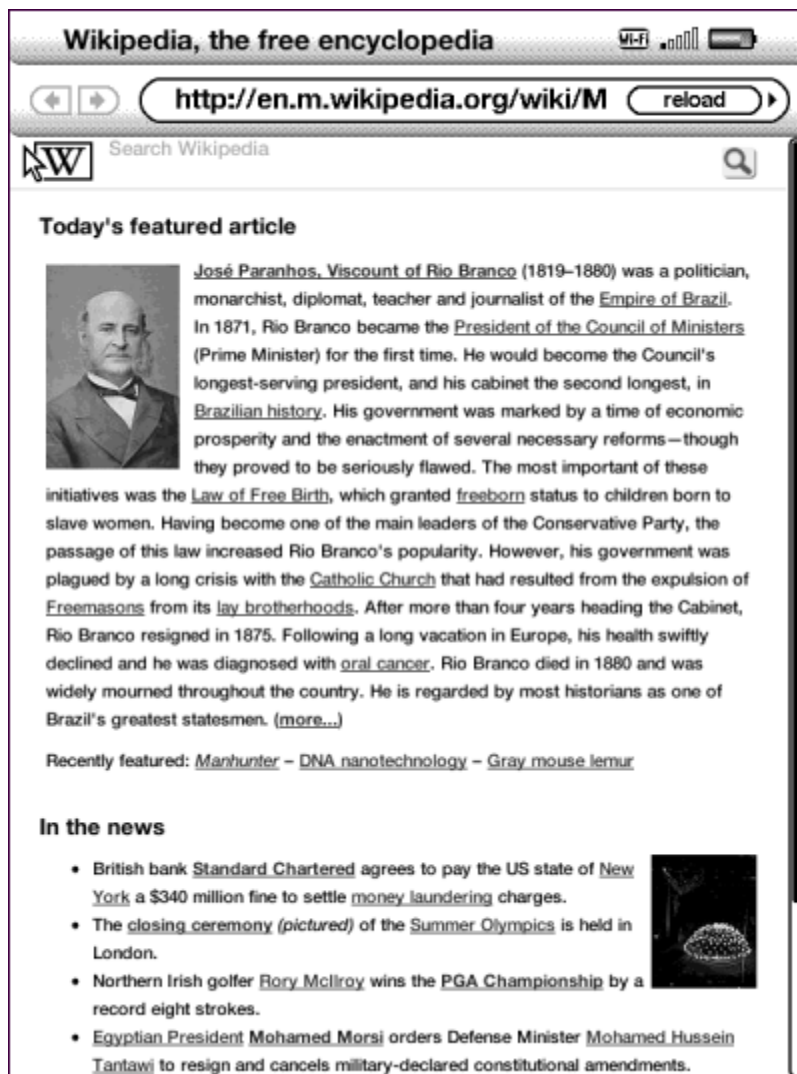 Wikipedia, the free encyclopedia
Wi-Fi
http://en.m.wikipedia.org/wiki/M
reload
W
Search Wikipedia
Today's featured article
José Paranhos, Viscount of Rio Branco (1819–1880) was a politician,
monarchist, diplomat, teacher and journalist of the Empire of Brazil.
In 1871, Rio Branco became the President of the Council of Ministers
(Prime Minister) for the first time. He would become the Council's
longest-serving president, and his cabinet the second longest, in
Brazilian history. His government was marked by a time of economic
prosperity and the enactment of several necessary reforms—though
they proved to be seriously flawed. The most important of these
initiatives was the Law of Free Birth, which granted freeborn status to children born to
slave women. Having become one of the main leaders of the Conservative Party, the
passage of this law increased Rio Branco's popularity. However, his government was
plagued by a long crisis with the Catholic Church that had resulted from the expulsion of
Freemasons from its lay brotherhoods. After more than four years heading the Cabinet,
Rio Branco resigned in 1875. Following a long vacation in Europe, his health swiftly
declined and he was diagnosed with oral cancer. Rio Branco died in 1880 and was
widely mourned throughout the country. He is regarded by most historians as one of
Brazil's greatest statesmen. (more...)
Recently featured: Manhunter – DNA nanotechnology – Gray mouse lemur
In the news
• British bank Standard Chartered agrees to pay the US state of New
York a $340 million fine to settle money laundering charges.
• The closing ceremony (pictured) of the Summer Olympics is held in
London.
• Northern Irish golfer Rory McIlroy wins the PGA Championship by a
record eight strokes.
• Egyptian President Mohamed Morsi orders Defense Minister Mohamed Hussein
Tantawi to resign and cancels military-declared constitutional amendments.